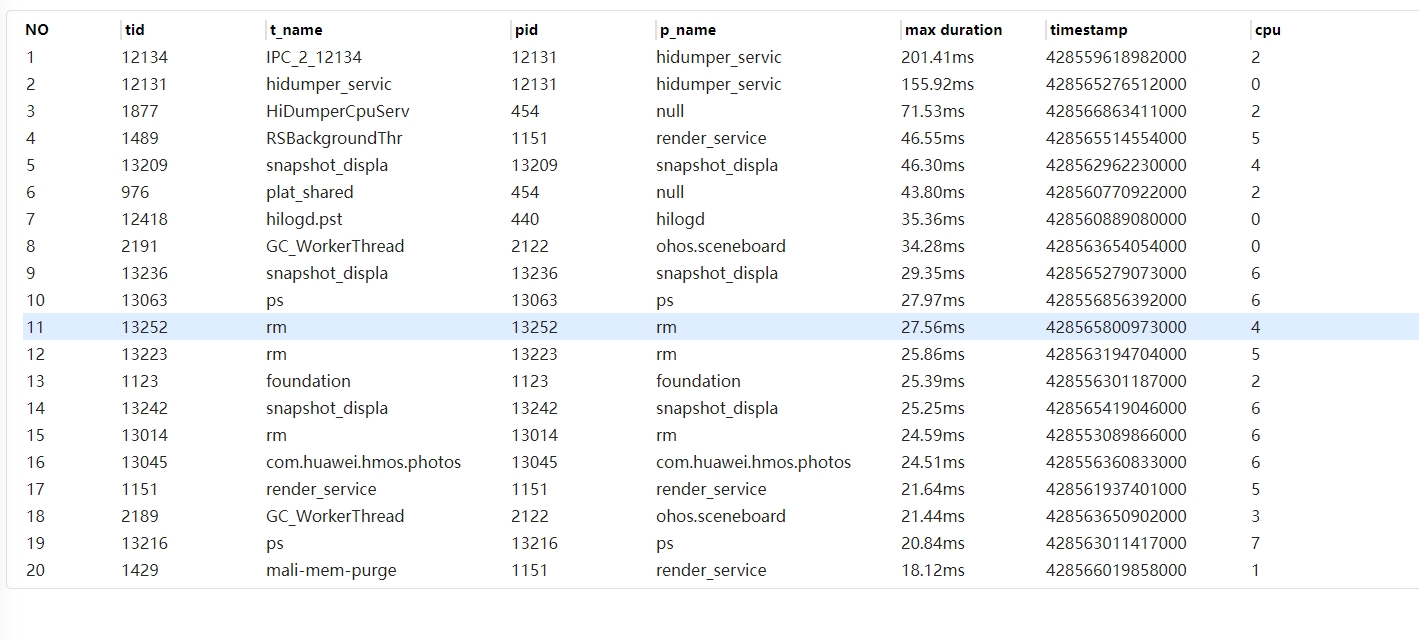 NO tid t_name pid p_name max duration timestamp cpu
1 12134 IPC_2_12134 12131 hidumper_servic 201.41ms 428559618982000 2
2 12131 hidumper_servic 12131 hidumper_servic 155.92ms 428565276512000 0
3 1877 HiDumperCpuServ 454 null 71.53ms 428566863411000 2
4 1489 RSBackgroundThr 1151 render_service 46.55ms 428565514554000 5
5 13209 snapshot_displa 13209 snapshot_displa 46.30ms 428562962230000 4
6 976 plat_shared 454 null 43.80ms 428560770922000 2
7 12418 hilogd.pst 440 hilogd 35.36ms 428560889080000 0
8 2191 GC_WorkerThread 2122 ohos.sceneboard 34.28ms 428563654054000 0
9 13236 snapshot_displa 13236 snapshot_displa 29.35ms 428565279073000 6
10 13063 ps 13063 ps 27.97ms 428556856392000 6
11 13252 rm 13252 rm 27.56ms 428565800973000 4
12 13223 rm 13223 rm 25.86ms 428563194704000 5
13 1123 foundation 1123 foundation 25.39ms 428556301187000 2
14 13242 snapshot_displa 13242 snapshot_displa 25.25ms 428565419046000 6
15 13014 rm 13014 rm 24.59ms 428553089866000 6
16 13045 com.huawei.hmos.photos 13045 com.huawei.hmos.photos 24.51ms 428556360833000 6
17 1151 render_service 1151 render_service 21.64ms 428561937401000 5
18 2189 GC_WorkerThread 2122 ohos.sceneboard 21.44ms 428563650902000 3
19 13216 ps 13216 ps 20.84ms 428563011417000 7
20 1429 mali-mem-purge 1151 render_service 18.12ms 428566019858000 1